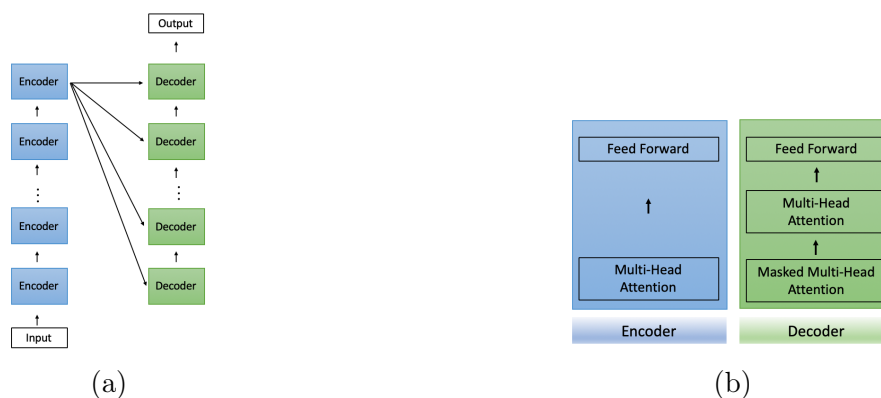 Output
Encoder
Decoder
Encoder
Decoder
...
...
Encoder
Decoder
Encoder
Decoder
Input
(a)
Feed Forward
Feed Forward
Multi-Head
Attention
Multi-Head
Attention
Masked Multi-Head
Attention
Encoder
Decoder
(b)